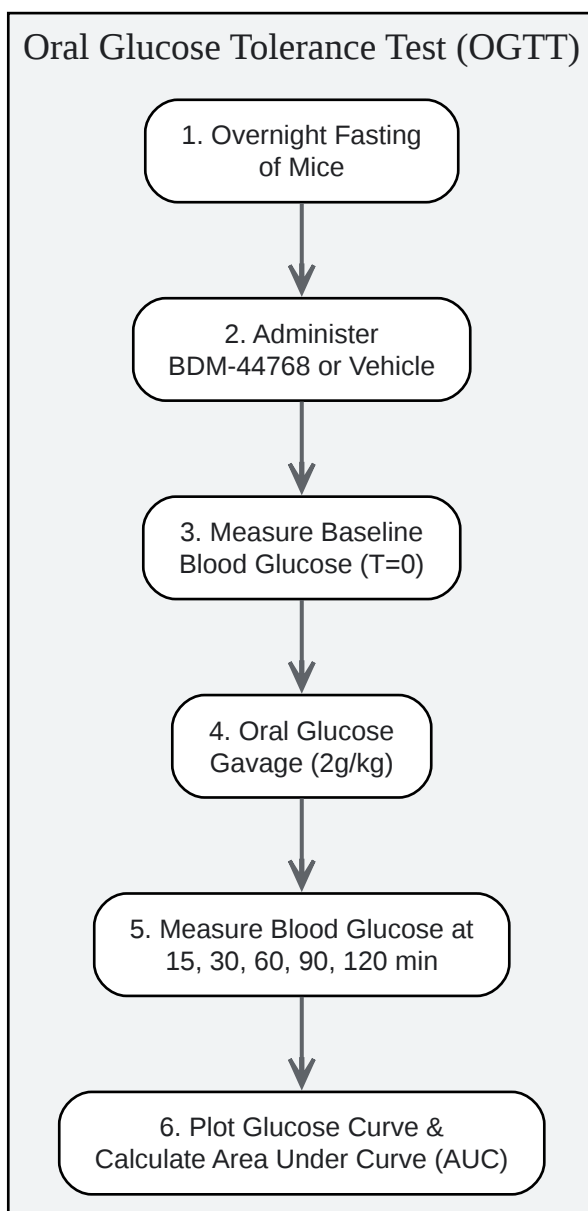 Oral Glucose Tolerance Test (OGTT)
1. Overnight Fasting
of Mice
2. Administer
BDM-44768 or Vehicle
3. Measure Baseline
Blood Glucose (T=0)
4. Oral Glucose
Gavage (2g/kg)
5. Measure Blood Glucose at
15, 30, 60, 90, 120 min
6. Plot Glucose Curve &
Calculate Area Under Curve (AUC)